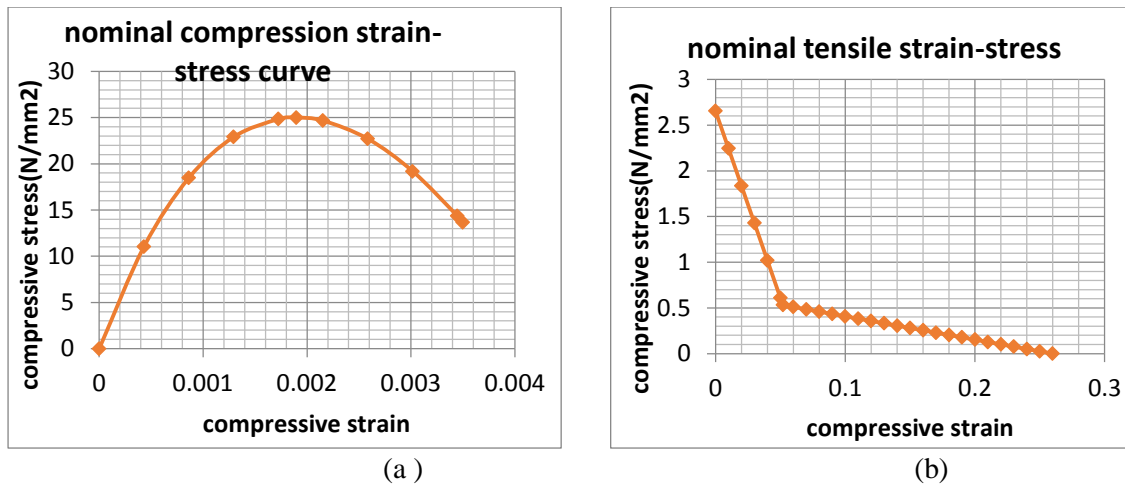 nominal compression strain-
stress curve
compressive stress(N/mm2)
30
25
20
15
10
5
0
0 0.001 0.002 0.003 0.004
compressive strain
(a )
nominal tensile strain-stress
compressive stress(N/mm2)
3
2.5
2
1.5
1
0.5
0
0 0.1 0.2 0.3
compressive strain
(b)